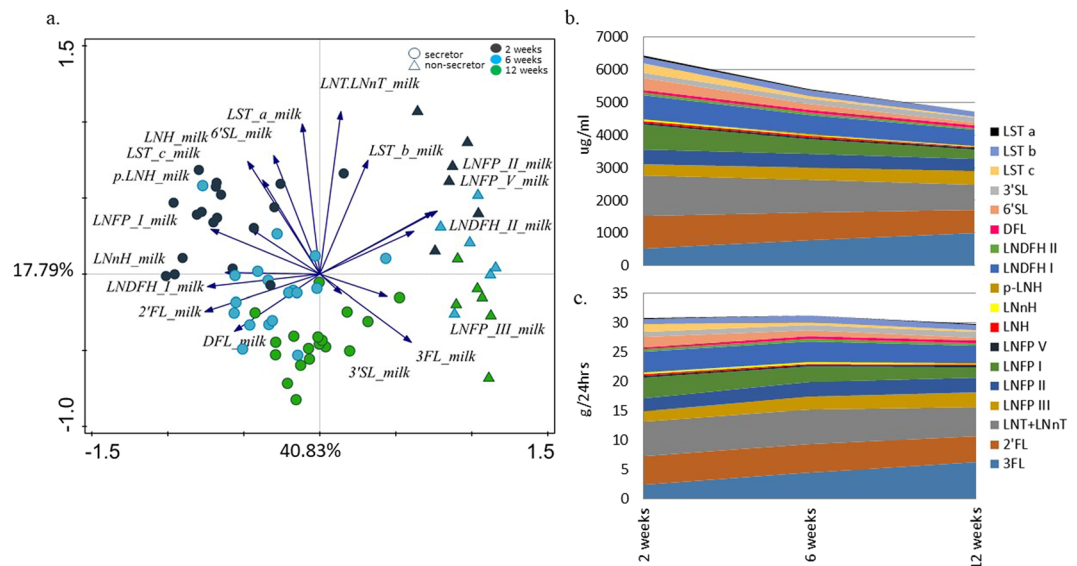 a.
1.5
-1.0
-1.5
1.5
17.79%
40.83%
secretor
non-secretor
2 weeks
6 weeks
12 weeks
LNT.LNnT_milk
LST_a_milk
LNH_milk
6'SL_milk
LST_c_milk
p.LNH_milk
LST_b_milk
LNFP_II_milk
LNFP_V_milk
LNFP_I_milk
LNDFH_II_milk
LNnH_milk
LNDFH_I_milk
2'FL_milk
DFL_milk
LNFP_III_milk
3FL_milk
3'SL_milk
b.
7000
6000
5000
4000
3000
2000
1000
0
ug/ml
c.
35
30
25
20
15
10
5
0
g/24hrs
2 weeks
6 weeks
12 weeks
LST a
LST b
LST c
3'SL
6'SL
DFL
LNDFH II
LNDFH I
p-LNH
LNnH
LNH
LNFP V
LNFP I
LNFP II
LNFP III
LNT+LNnT
2'FL
3FL